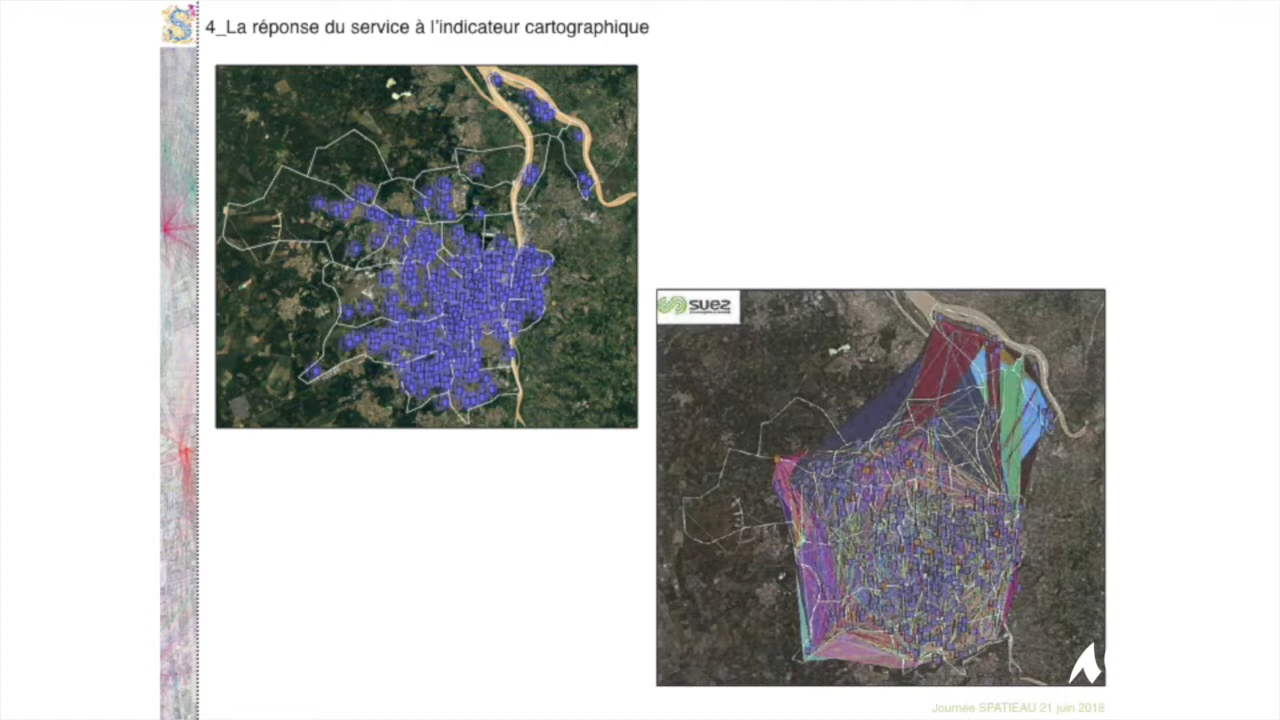 4_La réponse du service à l'indicateur cartographique
suez
Journée SPATIEAU 21 juin 2018